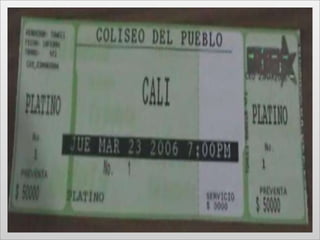 COLISEO DEL PUEBLO
CALI
JUE MAR 23 2006 7:00PM
No. 1
PLATINO
SERVICIO
$ 0000
PLATINO
No.
1
PREVENTA
$ 50000
PLATINO
No.
1
PREVENTA
$ 50000